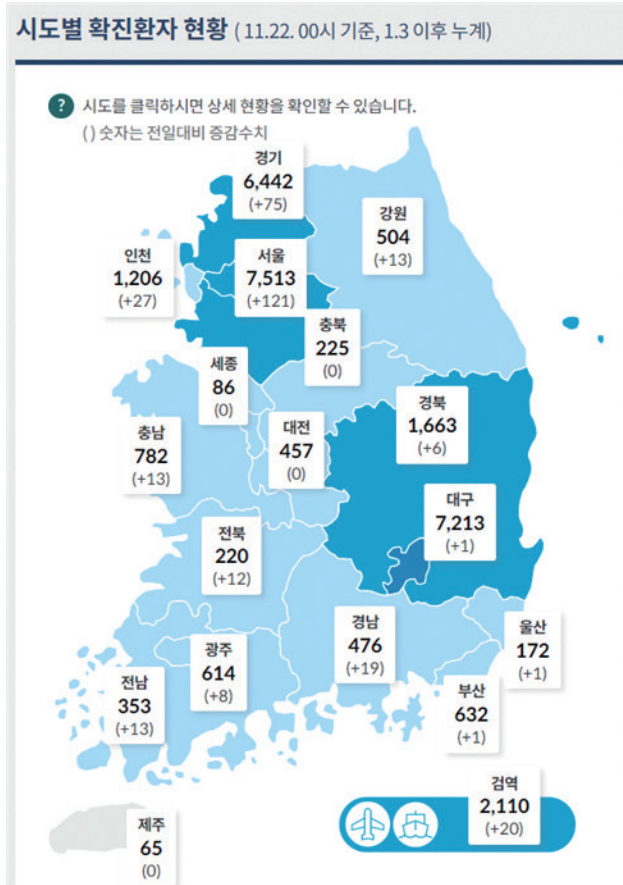 시도별 확진환자 현황 ( 11.22. 00시 기준, 1.3 이후 누계)
? 시도를 클릭하시면 상세 현황을 확인할 수 있습니다.
( ) 숫자는 전일대비 증감수치
경기
6,442
(+75)
강원
504
(+13)
인천
1,206
(+27)
서울
7,513
(+121)
충북
225
(0)
세종
86
(0)
경북
1,663
(+6)
충남
782
(+13)
대전
457
(0)
대구
7,213
(+1)
전북
220
(+12)
경남
476
(+19)
울산
172
(+1)
광주
614
(+8)
전남
353
(+13)
부산
632
(+1)
검역
2,110
(+20)
제주
65
(0)